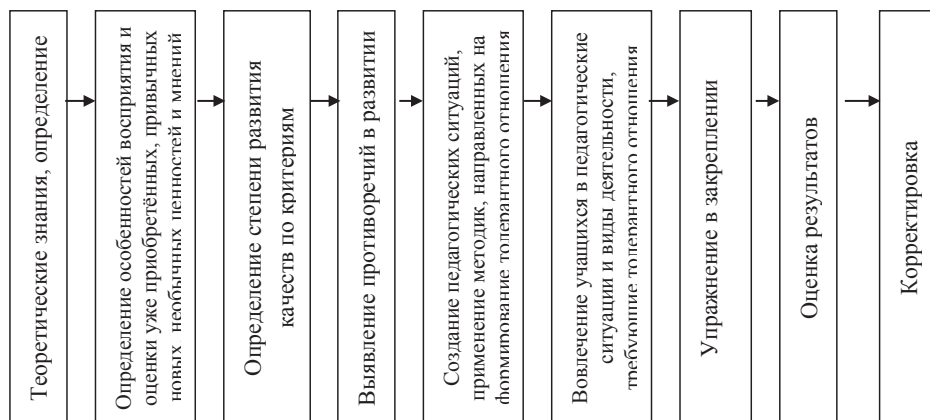 Теоретические знания, определение
Определение особенностей восприятия и
оценки уже приобретённых, привычных
новых, необычных ценностей и мнений
Определение степени развития
качеств по критериям
Выявление противоречий в развитии
Создание педагогических ситуаций,
применение методик, направленных на
формирование толерантного отношения
Вовлечение учащихся в педагогические
ситуации и виды деятельности,
требующие толерантного отношения
Упражнение в закреплении
Оценка результатов
Корректировка